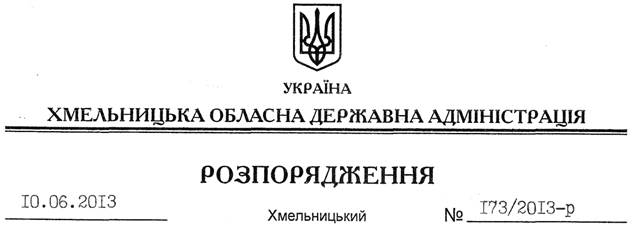 УКРАЇНА
ХМЕЛЬНИЦЬКА ОБЛАСНА ДЕРЖАВНА АДМІНІСТРАЦІЯ
РОЗПОРЯДЖЕННЯ
10.06.2013 Хмельницький № 173/2013-р